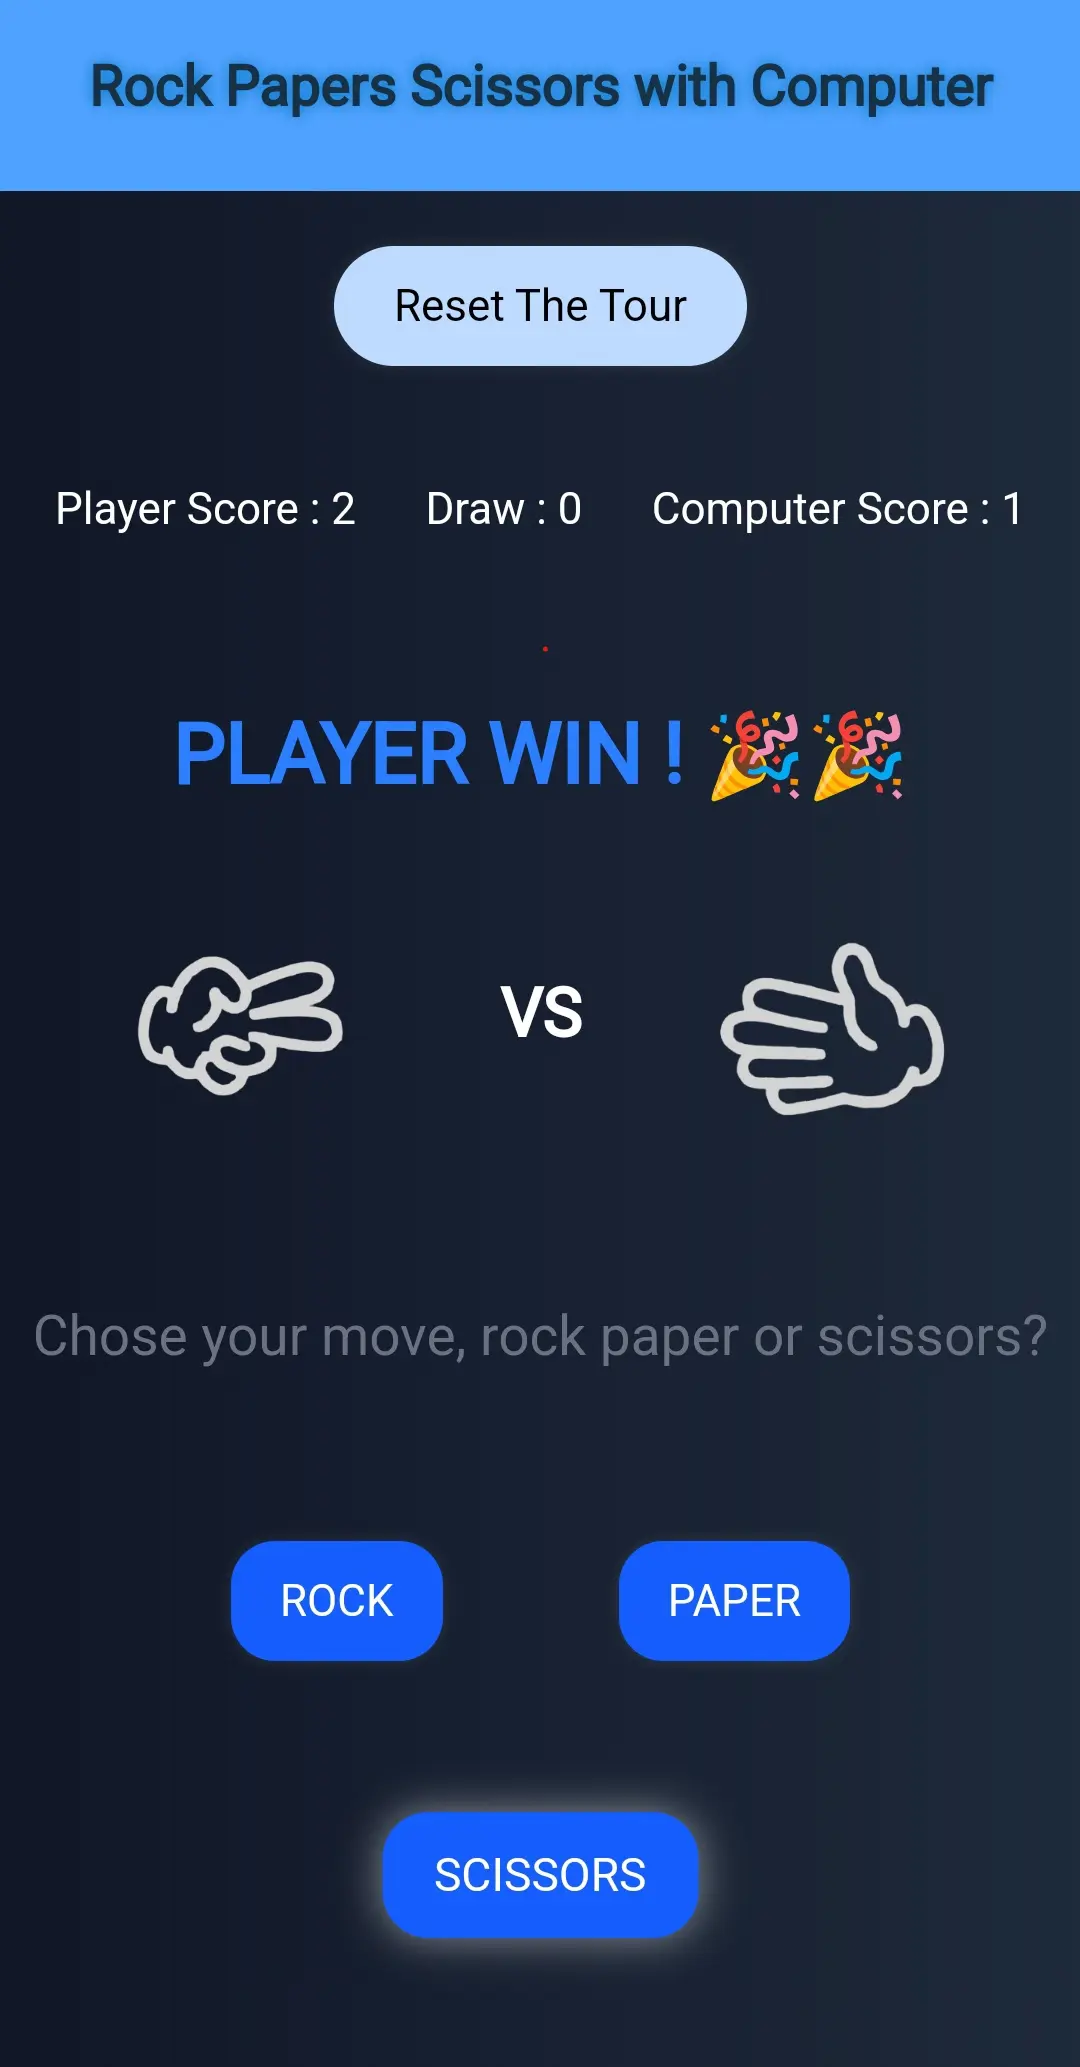 Rock Papers Scissors with Computer
Reset The Tour
Player Score : 2 Draw : 0 Computer Score : 1
.
PLAYER WIN ! 🎉🎉
VS
Chose your move, rock paper or scissors?
ROCK PAPER
SCISSORS